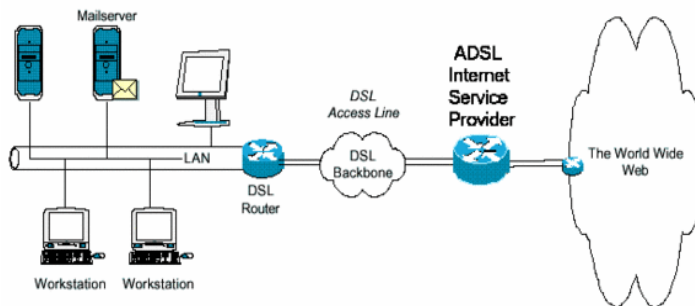 Mailserver
LAN
DSL
Router
Workstation
Workstation
DSL
Access Line
DSL
Backbone
ADSL
Internet
Service
Provider
The World Wide
Web